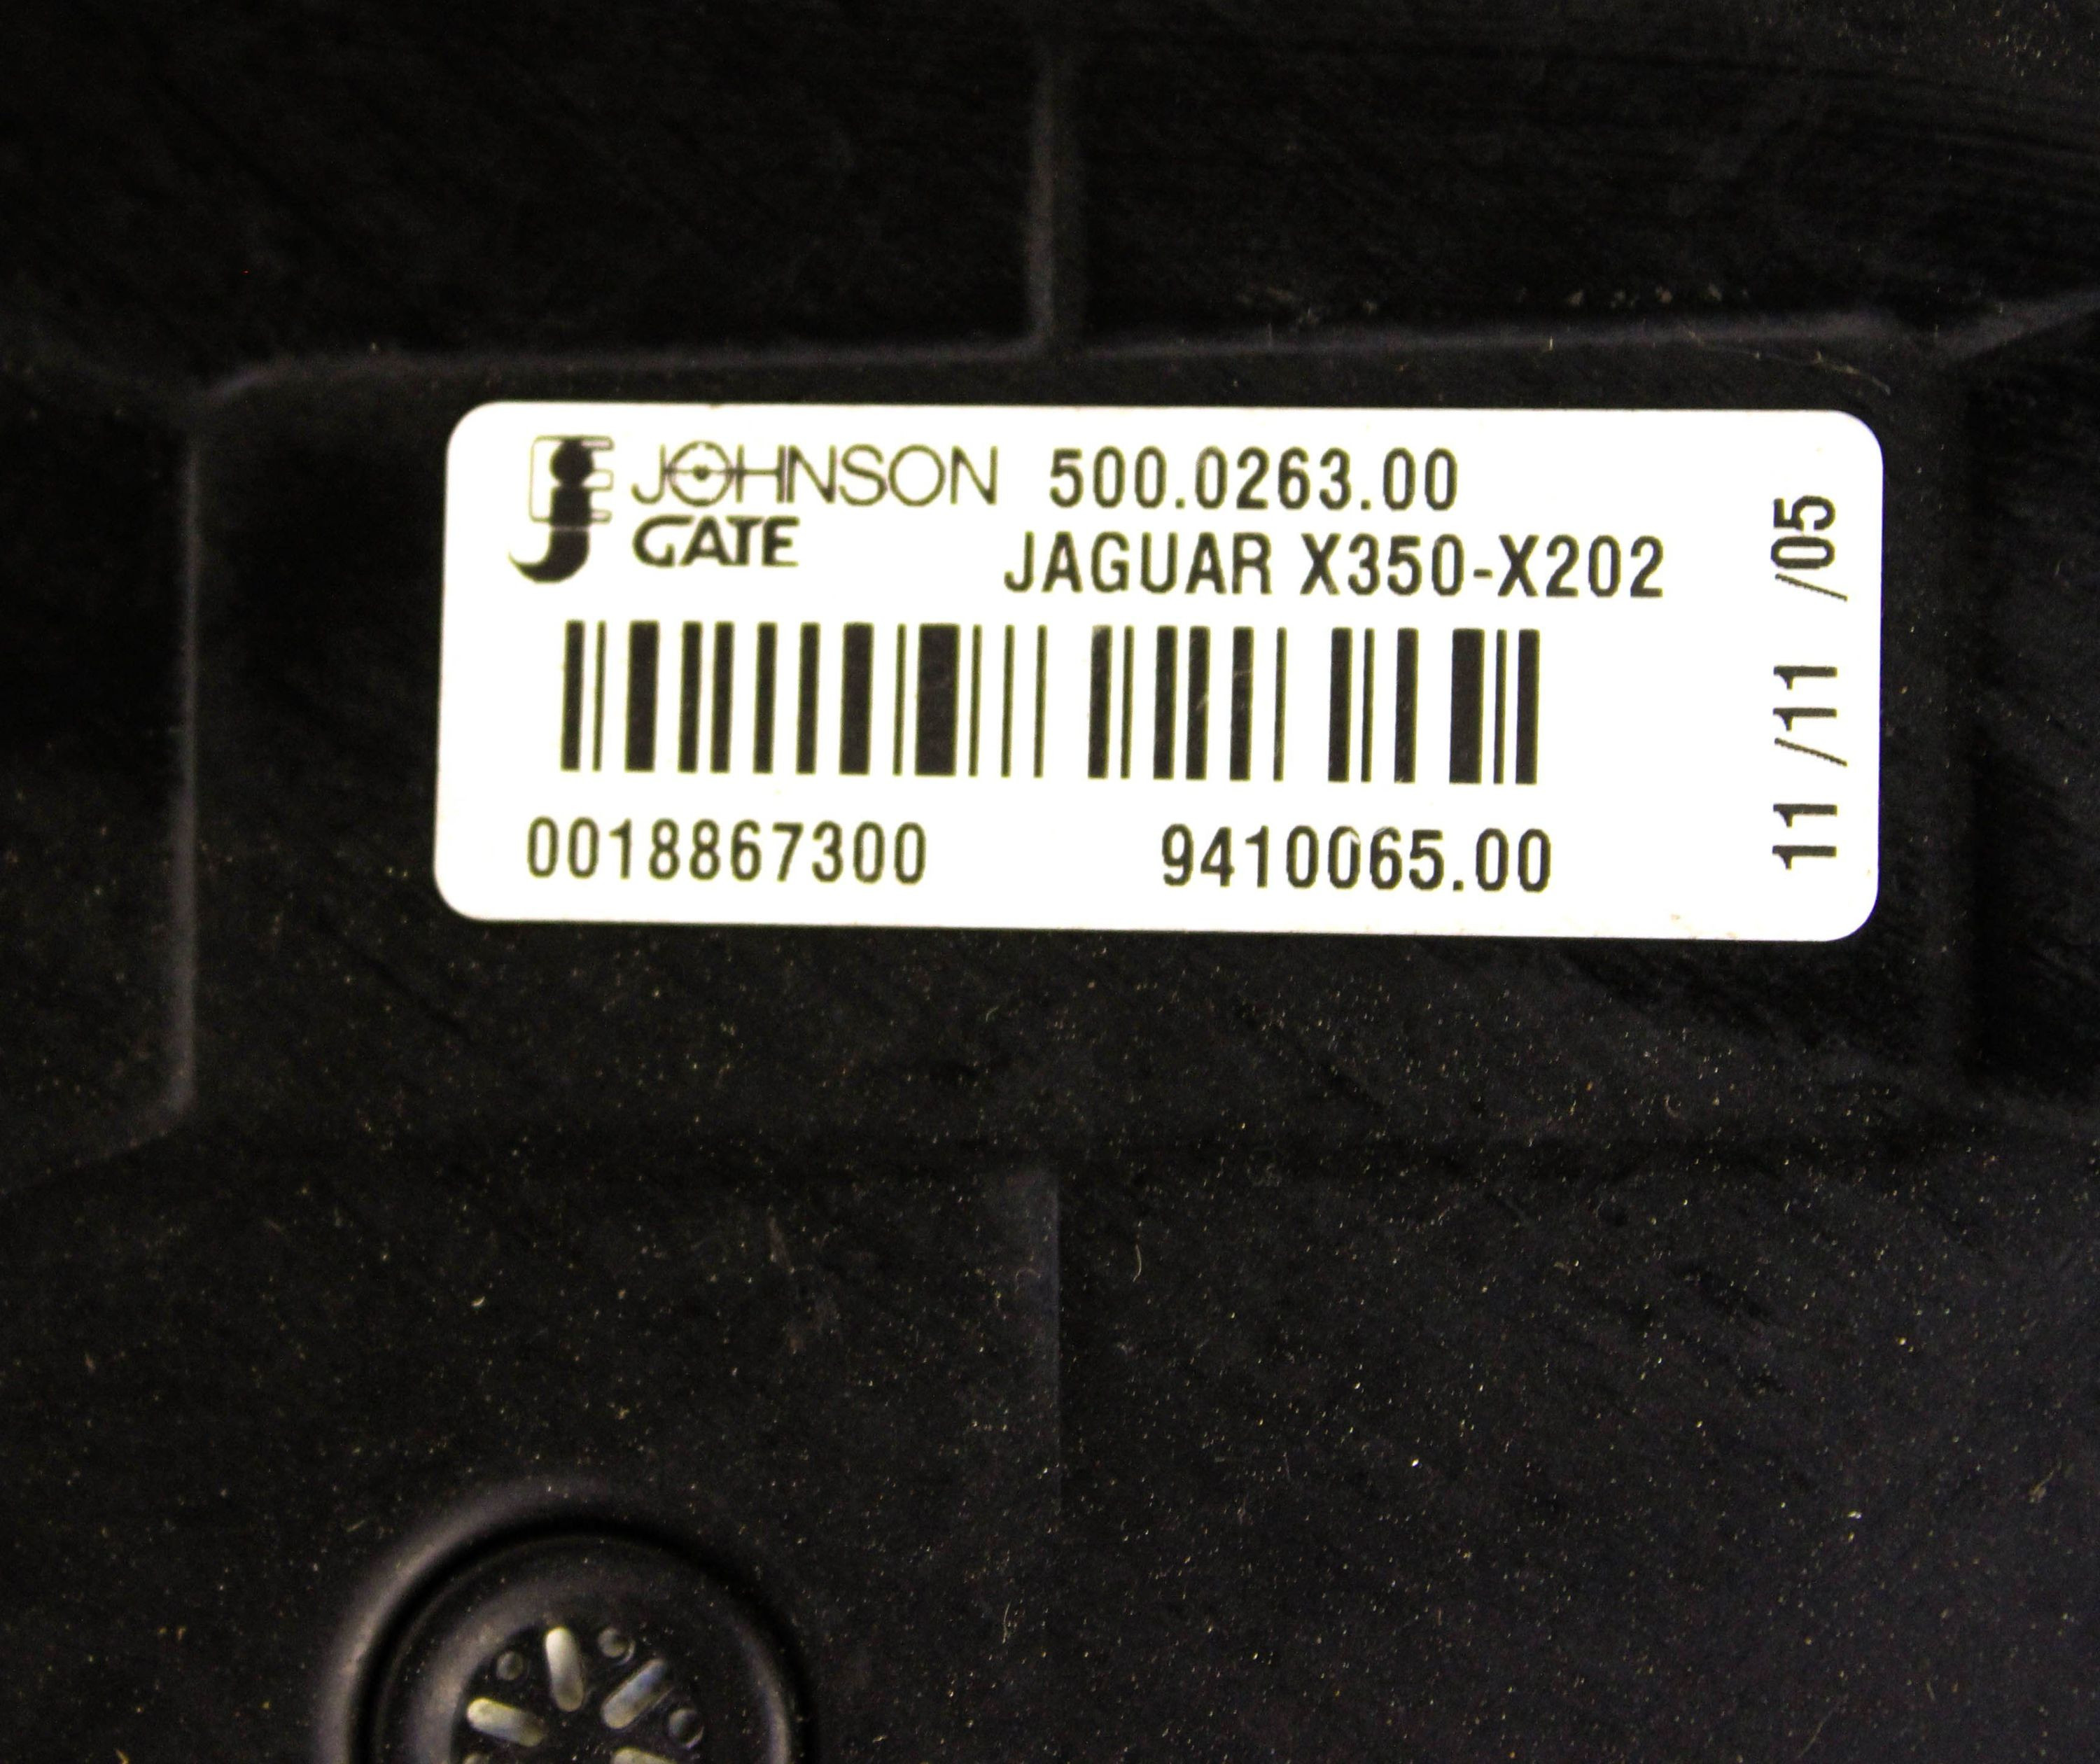 JOHNSON 500.0263.00
GATE JAGUAR X350-X202
0018867300 9410065.00
11 /11 /05